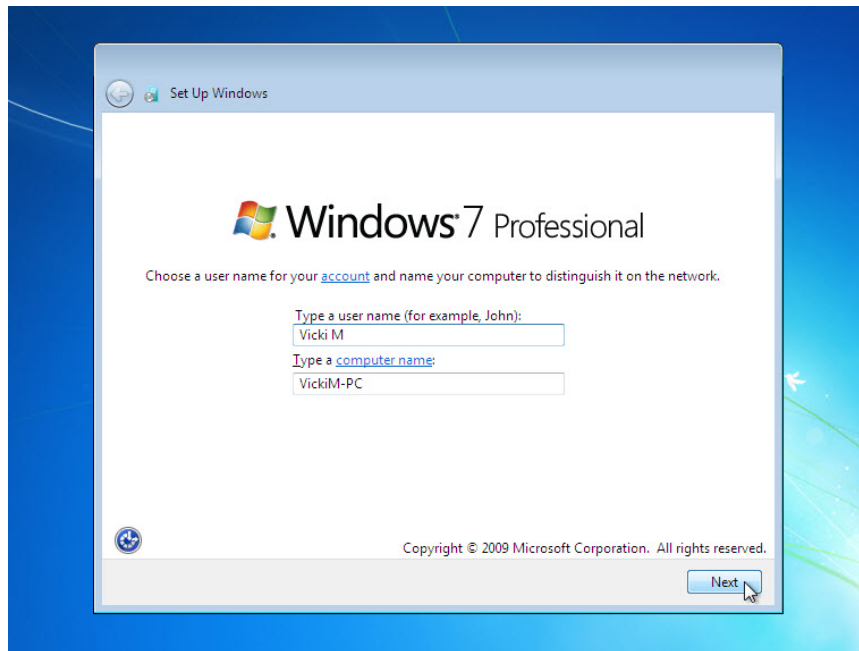 Set Up Windows
Windows 7 Professional
Choose a user name for your account and name your computer to distinguish it on the network.
Type a user name (for example, John):
Vicki M
Type a computer name:
VickiM-PC
Copyright © 2009 Microsoft Corporation. All rights reserved.
Next